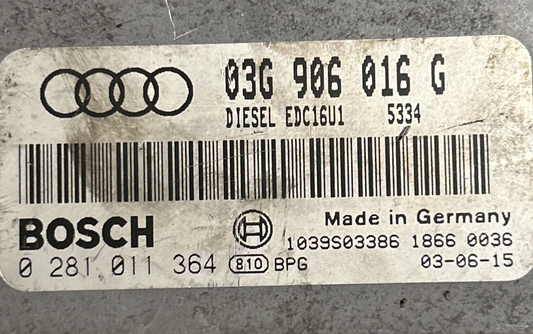 03G 906 016 G
DIESEL EDC16U1 5334
BOSCH
Made in Germany
1039S03386 1866 0036
0 281 011 364 810 BPG 03-06-15